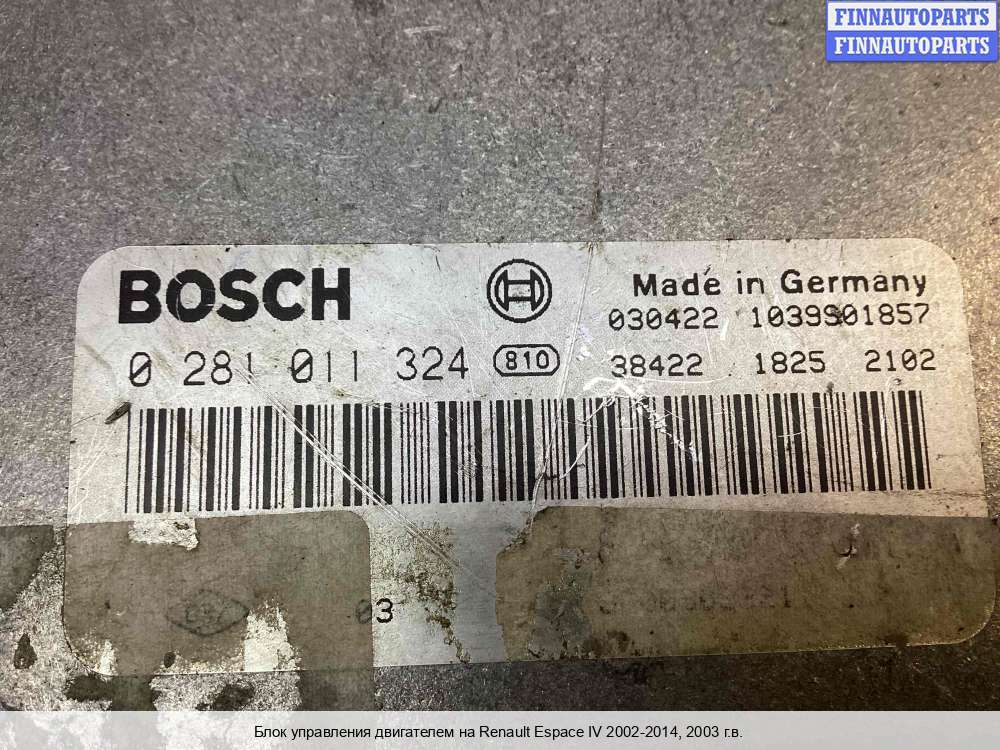 FINNAUTOPARTS
FINNAUTOPARTS
BOSCH
Made in Germany
030422 1039S01857
0 281 011 324 810 38422 1825 2102
03
Блок управления двигателем на Renault Espace IV 2002-2014, 2003 г.в.